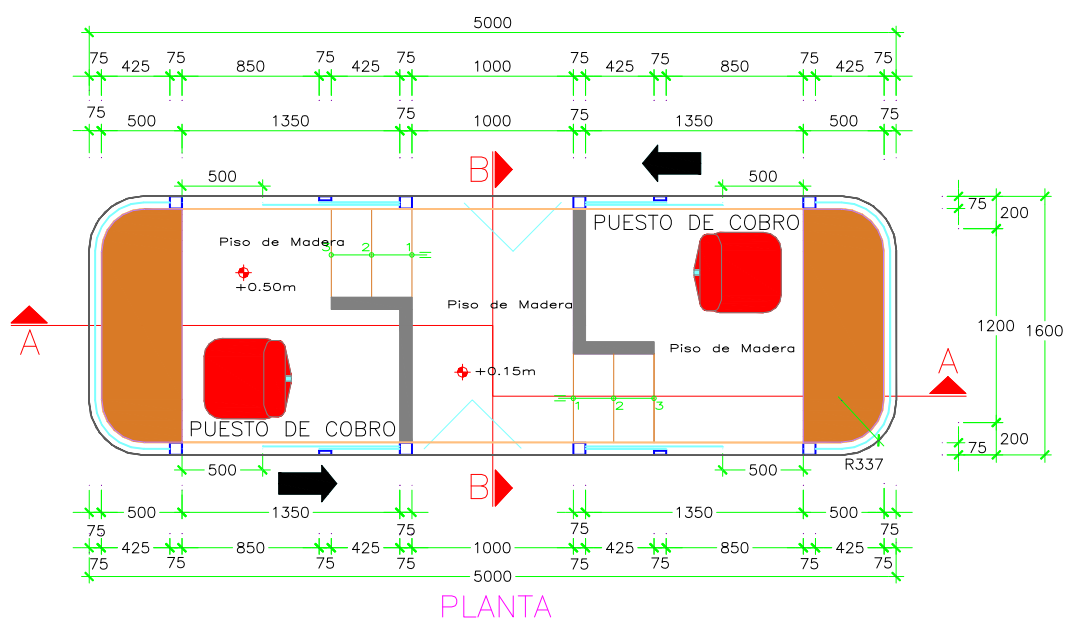 5000
75 425 75 850 75 425 75 1000 75 425 75 850 75 425 75
75 500 1350 75 1000 75 1350 500 75
500 B 500
PUESTO DE COBRO 75 200
Piso de Madera
3 2 1
+0.50m
Piso de Madera
A 1200 1600
Piso de Madera A
+0.15m
1 2 3
PUESTO DE COBRO
200
75
500 500 R337
B
500 1350 1350 500
75 75 75 75
425 850 425 1000 425 850 425
75 75 75 75 75 75 75 75
5000
PLANTA